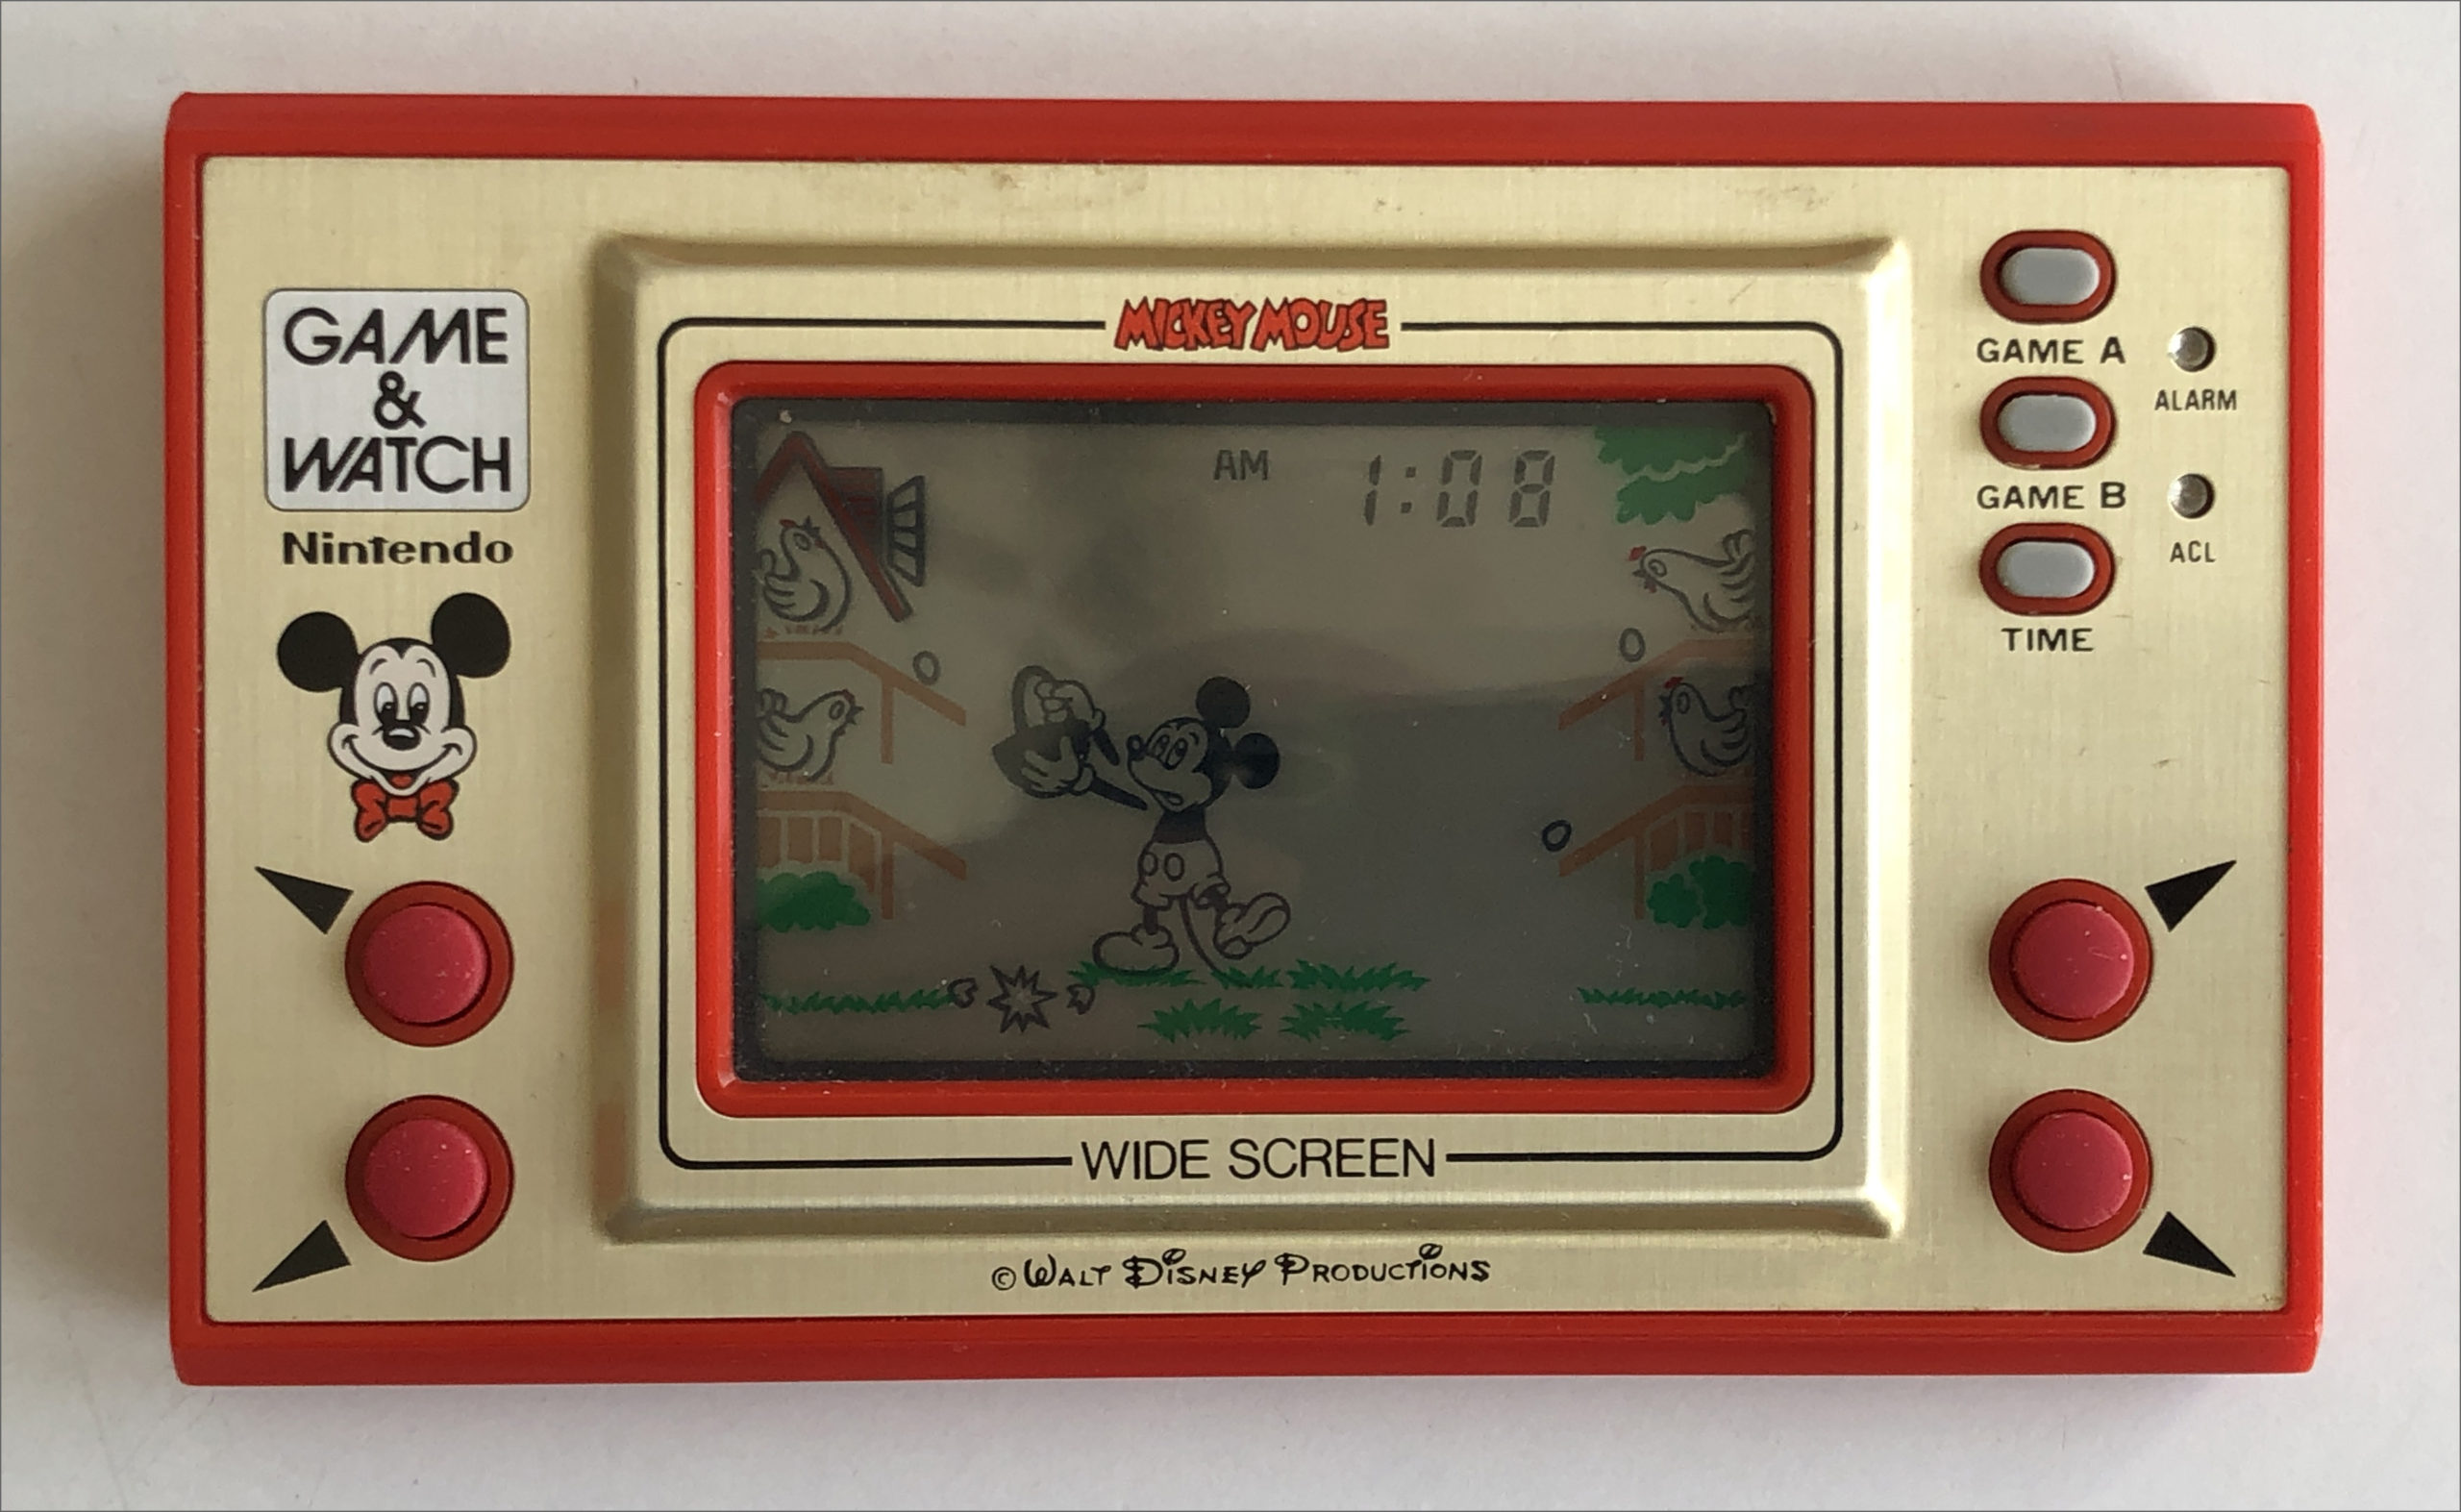 GAME
&
WATCH
Nintendo
MICKEY MOUSE
AM 1:08
WIDE SCREEN
© WALT DISNEY PRODUCTIONS
GAME A
ALARM
GAME B
ACL
TIME